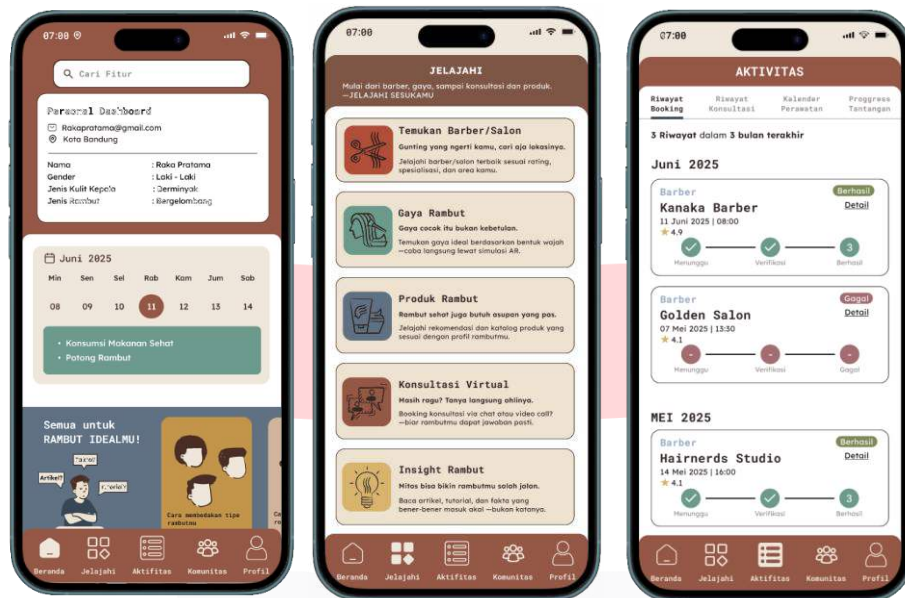 07:00
Cari Fitur
Personal Dashboard
Rakapratama@gmail.com
Kota Bandung
Nama : Raka Pratama
Gender : Laki - Laki
Jenis Kulit Kepala : Berminyak
Jenis Rambut : Bergelombang
Juni 2025
Min Sen Sel Rab Kam Jum Sab
08 09 10 11 12 13 14
• Konsumsi Makanan Sehat
• Potong Rambut
Semua untuk
RAMBUT IDEALMU!
Artikel?
Tutorial?
Cara membedakan tipe
rambutmu
Beranda Jelajahi Aktifitas Komunitas Profil
07:00
JELAJAHI
Mulai dari barber, gaya, sampai konsultasi dan produk.
—JELAJAHI SESUKAMU
Temukan Barber/Salon
Gunting yang ngerti kamu, cari aja lokasinya.
Jelajahi barber/salon terbaik sesuai rating,
spesialisasi, dan area kamu.
Gaya Rambut
Gaya cocok itu bukan kebetulan.
Temukan gaya ideal berdasarkan bentuk wajah
—coba langsung lewat simulasi AR.
Produk Rambut
Rambut sehat juga butuh asupan yang pas.
Jelajahi rekomendasi dan katalog produk yang
sesuai dengan profil rambutmu.
Konsultasi Virtual
Masih ragu? Tanya langsung ahlinya.
Booking konsultasi via chat atau video call?
—biar rambutmu dapat jawaban pasti.
Insight Rambut
Mitos bisa bikin rambutmu salah jalan.
Baca artikel, tutorial, dan fakta yang
bener-bener masuk akal —bukan katanya.
Beranda Jelajahi Aktifitas Komunitas Profil
07:00
AKTIVITAS
Riwayat Booking
Riwayat Konsultasi
Kalender Perawatan
Proggress Tantangan
3 Riwayat dalam 3 bulan terakhir
Juni 2025
Barber Berhasil
Kanaka Barber Detail
11 Juni 2025 | 08:00
4.9
3
Menunggu Verifikasi Berhasil
Barber Gagal
Golden Salon Detail
07 Mei 2025 | 13:30
4.1
- - -
Menunggu Verifikasi Gagal
MEI 2025
Barber Berhasil
Hairnerds Studio Detail
14 Mei 2025 | 16:00
4.1
3
Menunggu Verifikasi Berhasil
Beranda Jelajahi Aktifitas Komunitas Profil